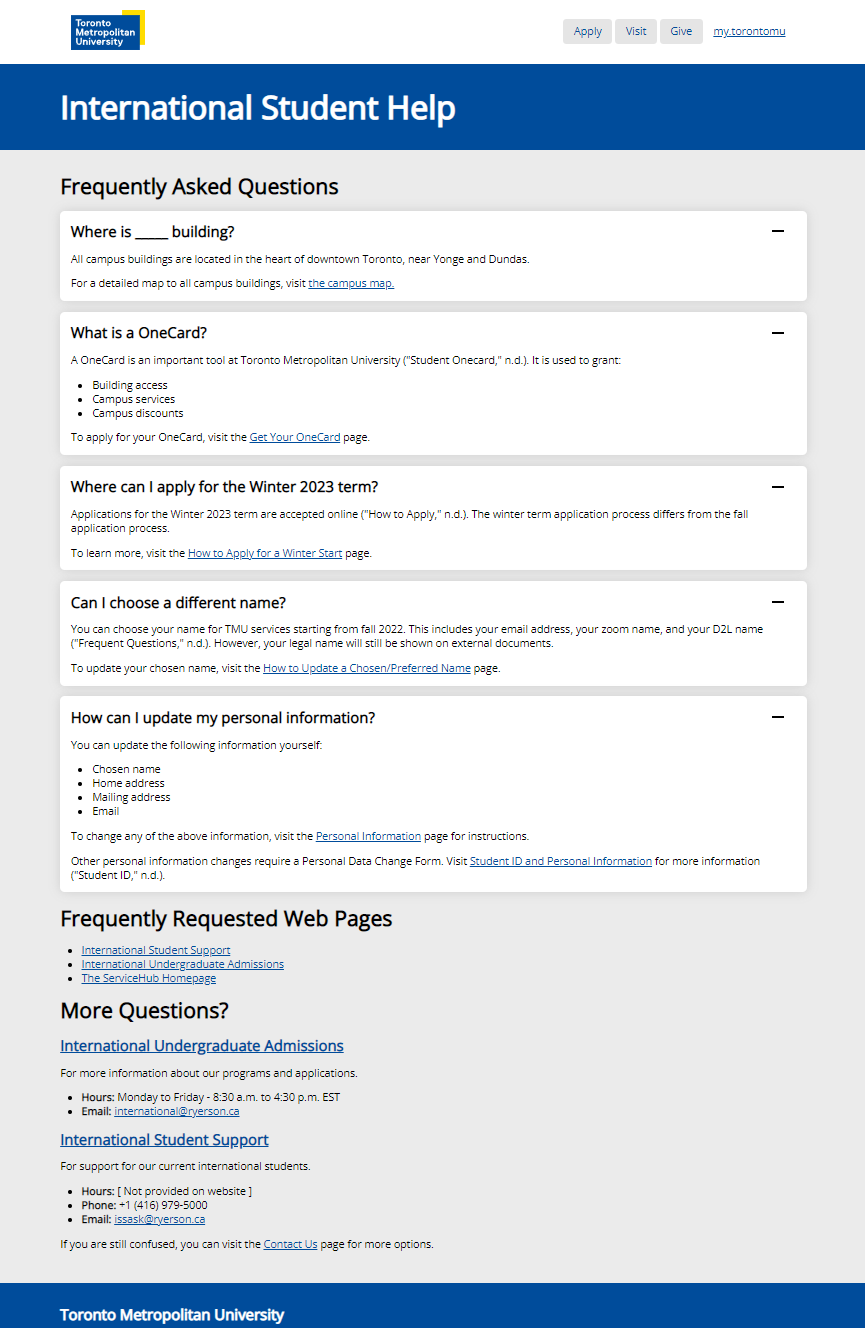 Toronto
Metropolitan
University
Apply Visit Give my.torontomu
International Student Help
Frequently Asked Questions
Where is _____ building?
All campus buildings are located in the heart of downtown Toronto, near Yonge and Dundas.
For a detailed map to all campus buildings, visit the campus map.
What is a OneCard?
A OneCard is an important tool at Toronto Metropolitan University ("Student Onecard," n.d.). It is used to grant:
• Building access
• Campus services
• Campus discounts
To apply for your OneCard, visit the Get Your OneCard page.
Where can I apply for the Winter 2023 term?
Applications for the Winter 2023 term are accepted online ("How to Apply," n.d.). The winter term application process differs from the fall
application process.
To learn more, visit the How to Apply for a Winter Start page.
Can I choose a different name?
You can choose your name for TMU services starting from fall 2022. This includes your email address, your zoom name, and your D2L name
("Frequent Questions," n.d.). However, your legal name will still be shown on external documents.
To update your chosen name, visit the How to Update a Chosen/Preferred Name page.
How can I update my personal information?
You can update the following information yourself:
• Chosen name
• Home address
• Mailing address
• Email
To change any of the above information, visit the Personal Information page for instructions.
Other personal information changes require a Personal Data Change Form. Visit Student ID and Personal Information for more information
("Student ID," n.d.).
Frequently Requested Web Pages
• International Student Support
• International Undergraduate Admissions
• The ServiceHub Homepage
More Questions?
International Undergraduate Admissions
For more information about our programs and applications.
• Hours: Monday to Friday - 8:30 a.m. to 4:30 p.m. EST
• Email: international@ryerson.ca
International Student Support
For support for our current international students.
• Hours: [ Not provided on website ]
• Phone: +1 (416) 979-5000
• Email: issask@ryerson.ca
If you are still confused, you can visit the Contact Us page for more options.
Toronto Metropolitan University